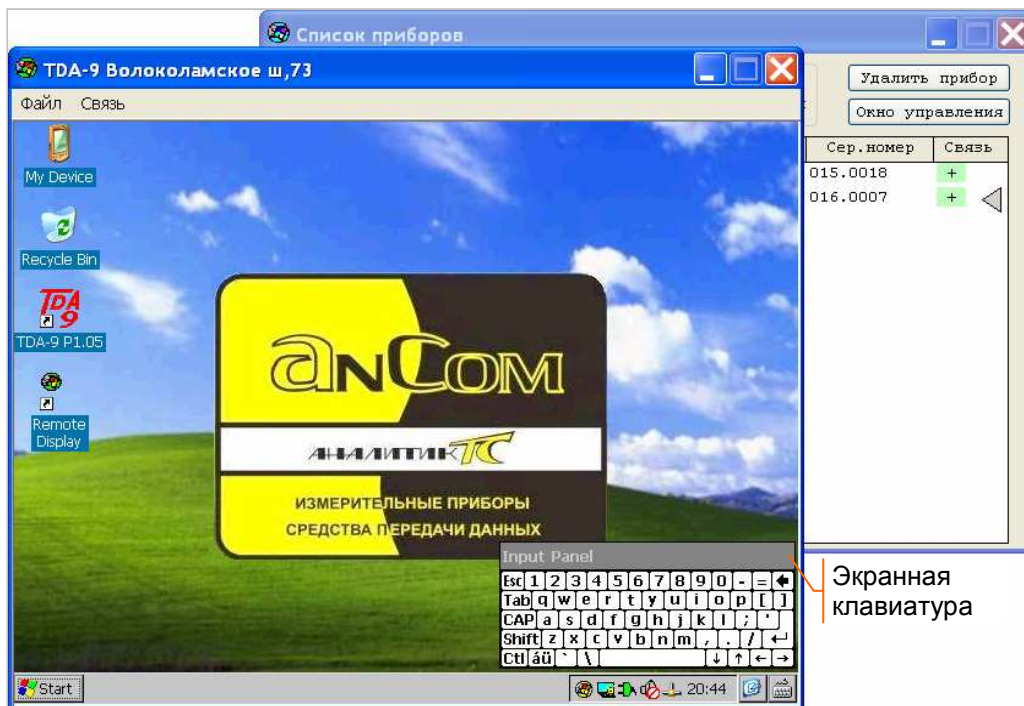 Список приборов
TDA-9 Волоколамское ш,73
Файл Связь
Удалить прибор
Окно управления
Сер.номер Связь
015.0018 +
016.0007 +
My Device
Recycle Bin
TDA
9
TDA-9 P1.05
Remote
Display
ANCOM
АНАЛИТИК ТС
ИЗМЕРИТЕЛЬНЫЕ ПРИБОРЫ
СРЕДСТВА ПЕРЕДАЧИ ДАННЫХ
Input Panel
Esc 1 2 3 4 5 6 7 8 9 0 - =
Tab q w e r t y u i o p [ ]
CAP a s d f g h j k l ; '
Shift z x c v b n m , . / ↵
Ctl áü ` \ ↓ ↑ ← →
Экранная
клавиатура
Start 20:44